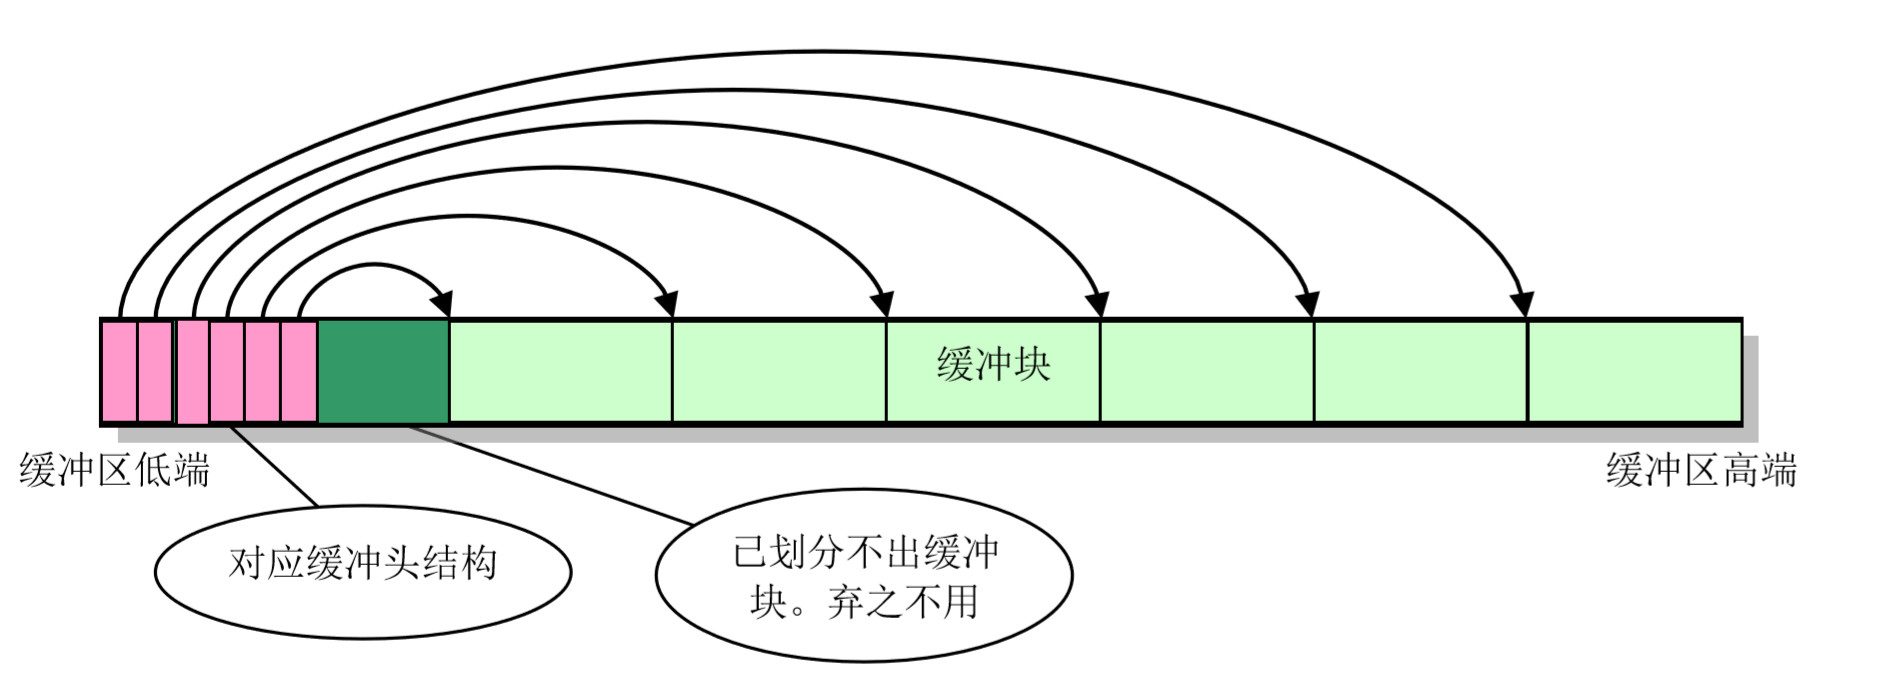 缓冲块
缓冲区低端
缓冲区高端
对应缓冲头结构
已划分不出缓冲
块。弃之不用